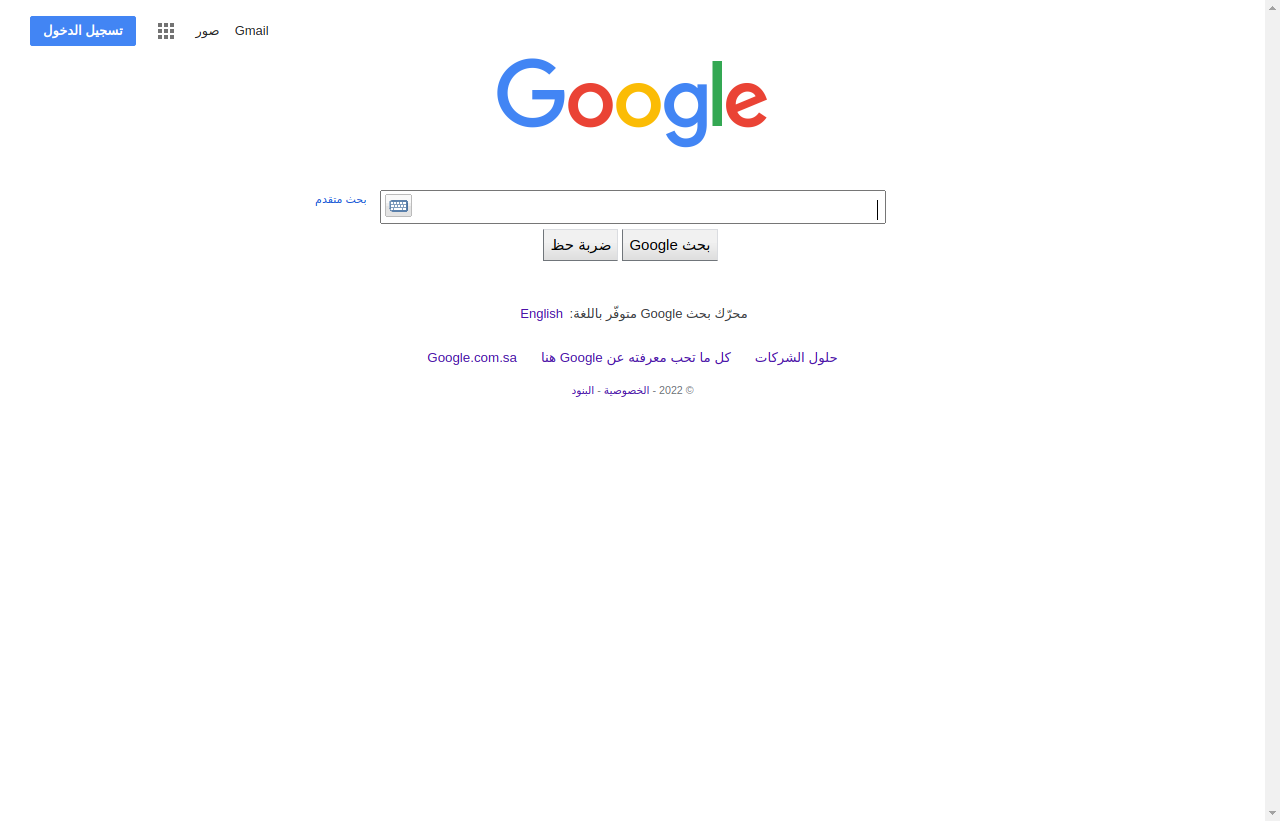 Gmail صور تسجيل الدخول
Google
بحث متقدم
بحث Google ضربة حظ
محرّك بحث Google متوفّر باللغة: English
حلول الشركات كل ما تحب معرفته عن Google هنا Google.com.sa
© 2022 - الخصوصية - البنود